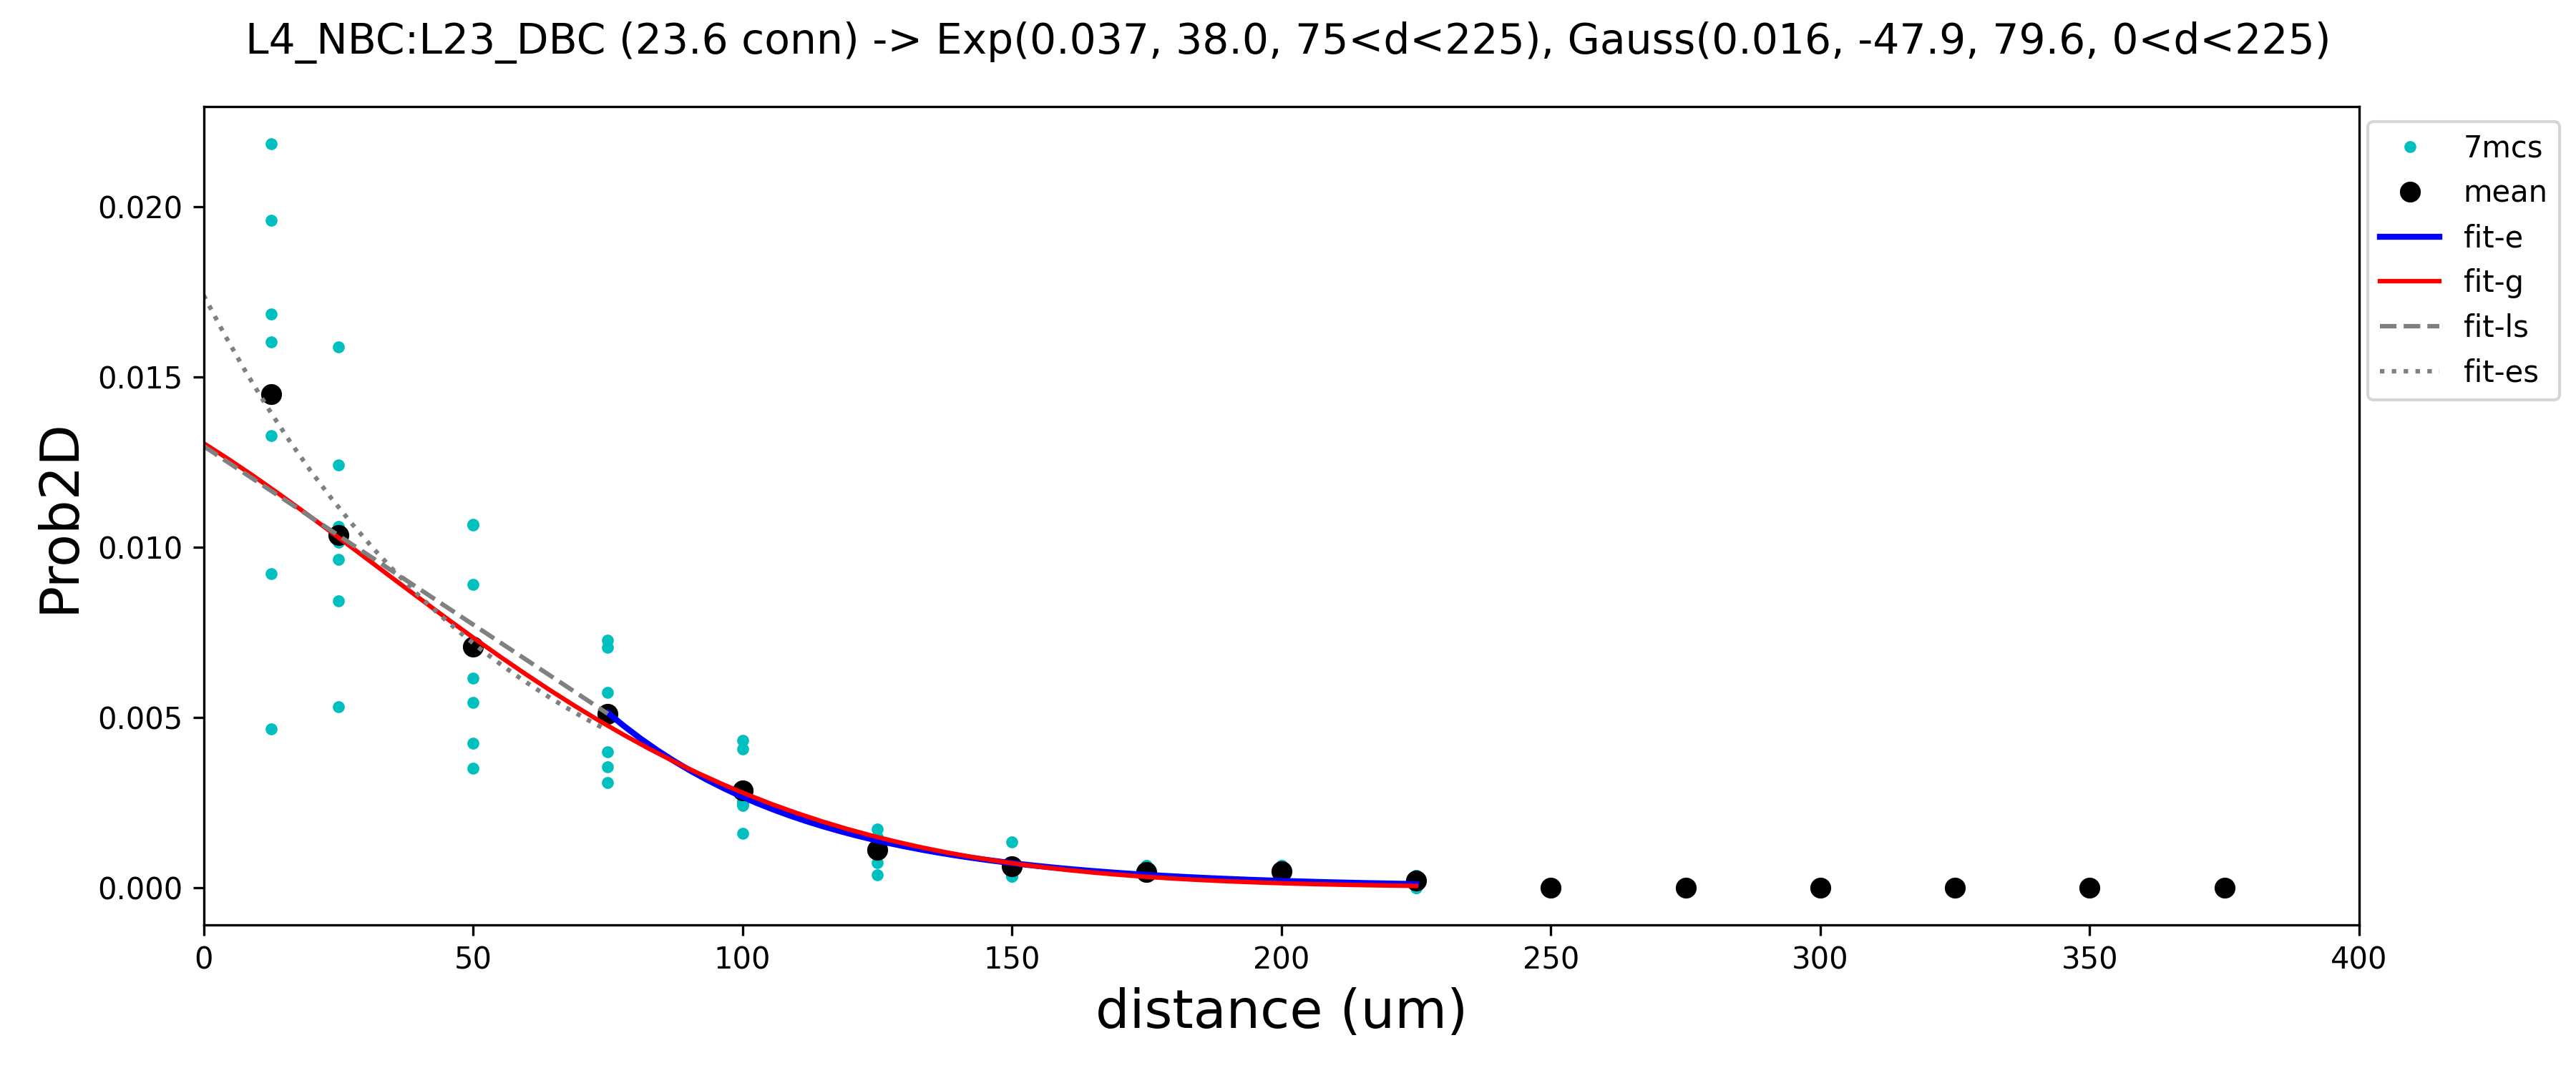 L4_NBC:L23_DBC (23.6 conn) -> Exp(0.037, 38.0, 75<d<225), Gauss(0.016, -47.9, 79.6, 0<d<225)
7mcs
mean
fit-e
fit-g
fit-ls
fit-es
Prob2D
0.020
0.015
0.010
0.005
0.000
0 50 100 150 200 250 300 350 400
distance (um)